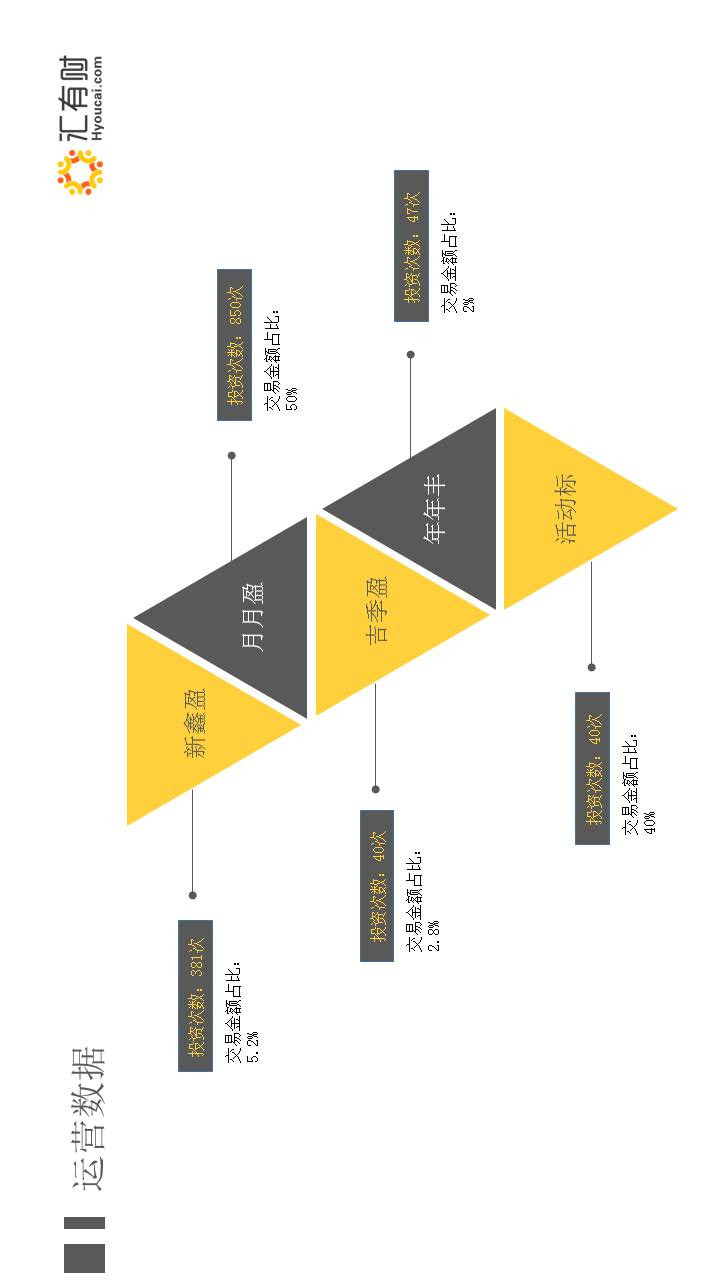 运营数据
汇有财
Hyoucai.com
投资次数: 381次
交易金额占比:
5.2%
新鑫盈
投资次数: 850次
交易金额占比:
50%
月月盈
投资次数: 40次
交易金额占比:
2.8%
吉季盈
投资次数: 47次
交易金额占比:
2%
年年丰
投资次数: 40次
交易金额占比:
40%
活动标